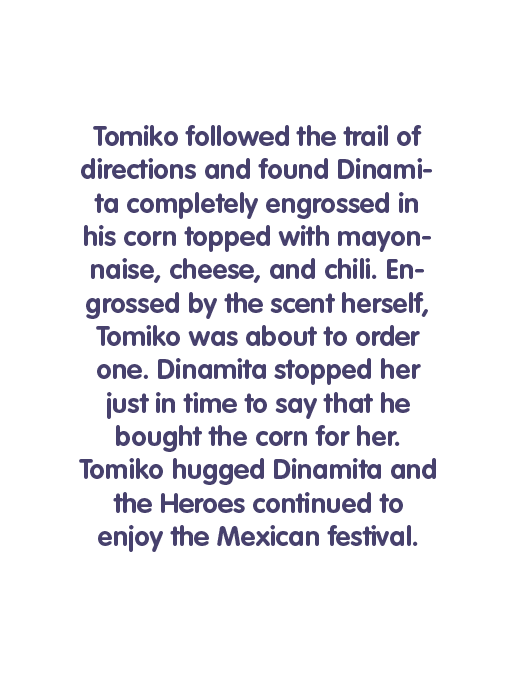 Tomiko followed the trail of
directions and found Dinami-
ta completely engrossed in
his corn topped with mayon-
naise, cheese, and chili. En-
grossed by the scent herself,
Tomiko was about to order
one. Dinamita stopped her
just in time to say that he
bought the corn for her.
Tomiko hugged Dinamita and
the Heroes continued to
enjoy the Mexican festival.